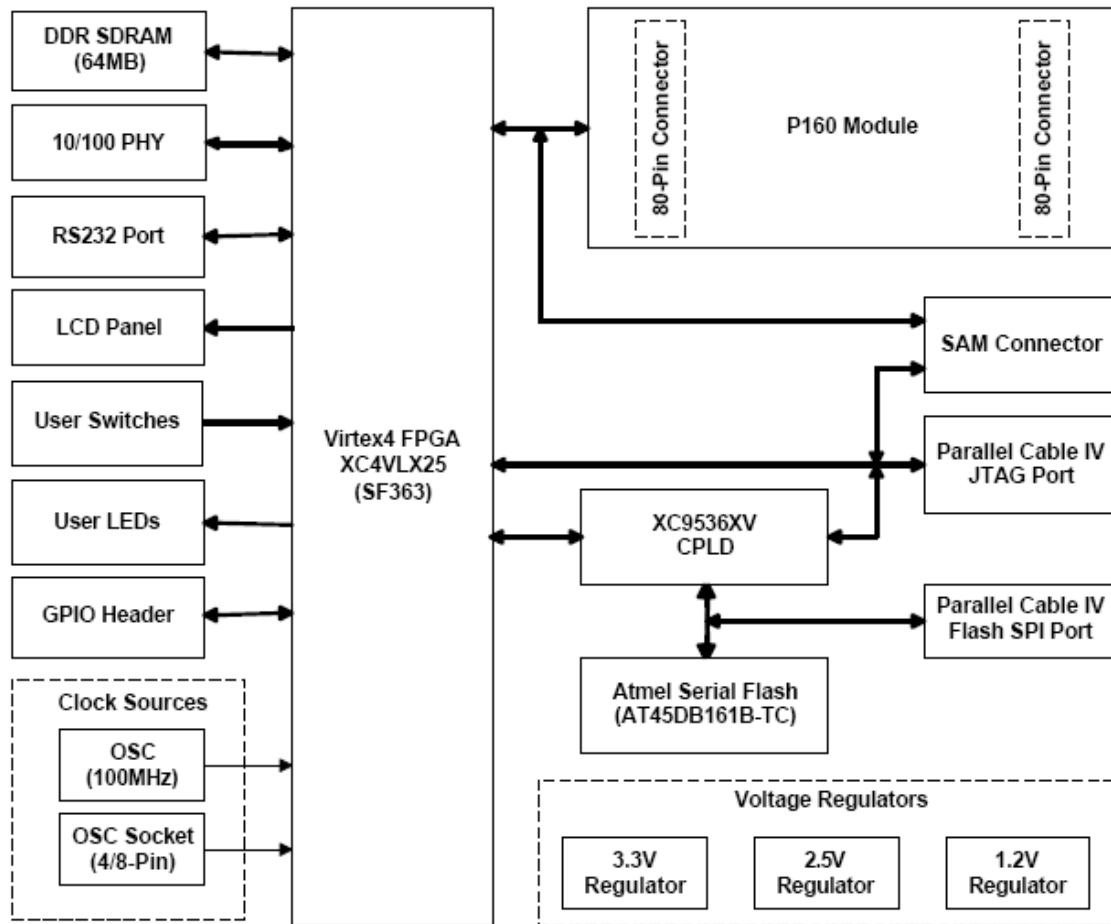 DDR SDRAM
(64MB)
10/100 PHY
RS232 Port
LCD Panel
User Switches
User LEDs
GPIO Header
Clock Sources
OSC
(100MHz)
OSC Socket
(4/8-Pin)
Virtex4 FPGA
XC4VLX25
(SF363)
80-Pin Connector
P160 Module
80-Pin Connector
SAM Connector
Parallel Cable IV
JTAG Port
XC9536XV
CPLD
Parallel Cable IV
Flash SPI Port
Atmel Serial Flash
(AT45DB161B-TC)
Voltage Regulators
3.3V
Regulator
2.5V
Regulator
1.2V
Regulator